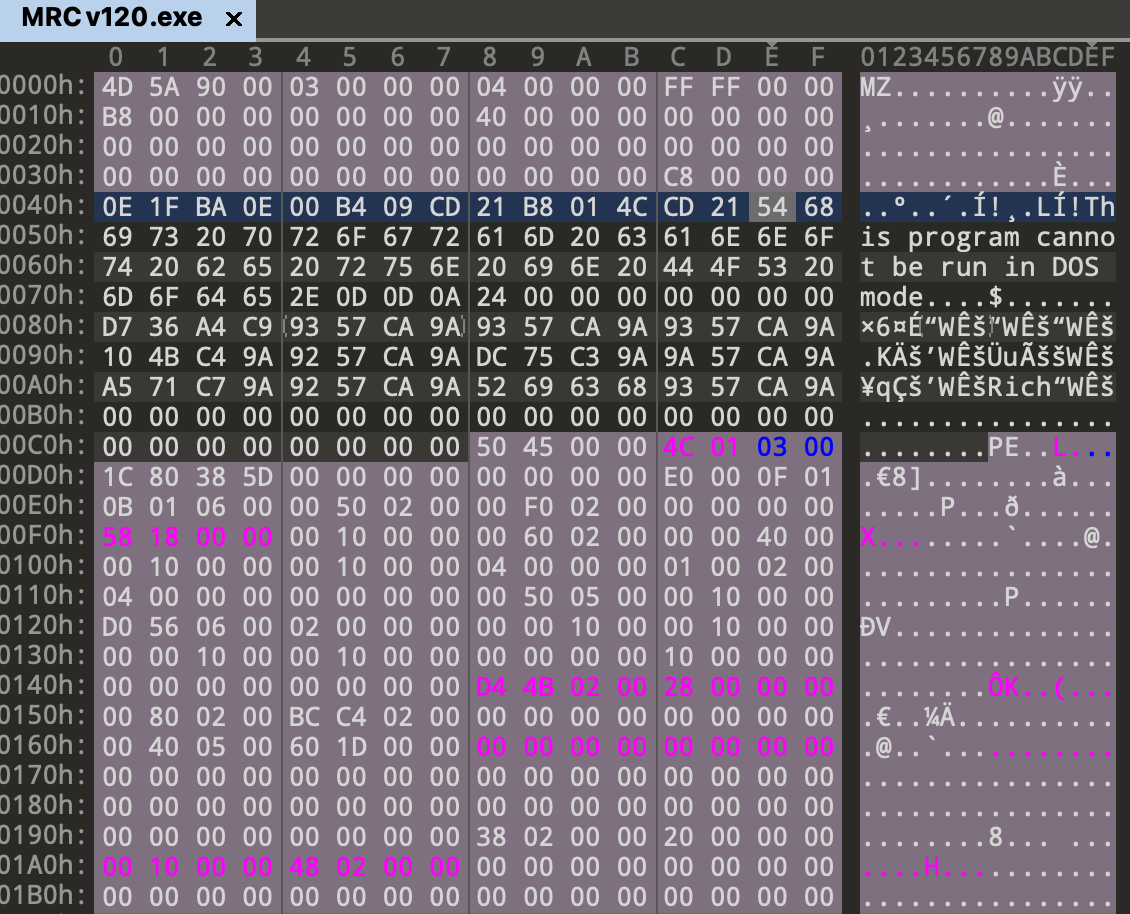 MRC v120.exe ×
0 1 2 3 4 5 6 7 8 9 A B C D E F 0123456789ABCDEF
0000h: 4D 5A 90 00 03 00 00 00 04 00 00 00 FF FF 00 00 MZ..........ÿÿ..
0010h: B8 00 00 00 00 00 00 00 40 00 00 00 00 00 00 00 ¸.......@.......
0020h: 00 00 00 00 00 00 00 00 00 00 00 00 00 00 00 00 ................
0030h: 00 00 00 00 00 00 00 00 00 00 00 00 C8 00 00 00 ............È...
0040h: 0E 1F BA 0E 00 B4 09 CD 21 B8 01 4C CD 21 54 68 ..º..´.Í!¸.LÍ!Th
0050h: 69 73 20 70 72 6F 67 72 61 6D 20 63 61 6E 6E 6F is program canno
0060h: 74 20 62 65 20 72 75 6E 20 69 6E 20 44 4F 53 20 t be run in DOS
0070h: 6D 6F 64 65 2E 0D 0D 0A 24 00 00 00 00 00 00 00 mode....$.......
0080h: D7 36 A4 C9 93 57 CA 9A 93 57 CA 9A 93 57 CA 9A ×6¤É“WÊš“WÊš“WÊš
0090h: 10 4B C4 9A 92 57 CA 9A DC 75 C3 9A 9A 57 CA 9A .KÄš’WÊšÜuÃššWÊš
00A0h: A5 71 C7 9A 92 57 CA 9A 52 69 63 68 93 57 CA 9A ¥qÇš’WÊšRich“WÊš
00B0h: 00 00 00 00 00 00 00 00 00 00 00 00 00 00 00 00 ................
00C0h: 00 00 00 00 00 00 00 00 50 45 00 00 4C 01 03 00 ........PE..L...
00D0h: 1C 80 38 5D 00 00 00 00 00 00 00 00 E0 00 0F 01 .€8]........à...
00E0h: 0B 01 06 00 00 50 02 00 00 F0 02 00 00 00 00 00 .....P...ð......
00F0h: 58 18 00 00 00 10 00 00 00 60 02 00 00 00 40 00 X........`....@.
0100h: 00 10 00 00 00 10 00 00 04 00 00 00 01 00 02 00 ................
0110h: 04 00 00 00 00 00 00 00 00 50 05 00 00 10 00 00 .........P......
0120h: D0 56 06 00 02 00 00 00 00 00 10 00 00 10 00 00 ÐV..............
0130h: 00 00 10 00 00 10 00 00 00 00 00 00 10 00 00 00 ................
0140h: 00 00 00 00 00 00 00 00 D4 4B 02 00 28 00 00 00 ........ÔK..(...
0150h: 00 80 02 00 BC C4 02 00 00 00 00 00 00 00 00 00 .€..¼Ä..........
0160h: 00 40 05 00 60 1D 00 00 00 00 00 00 00 00 00 00 .@..`...........
0170h: 00 00 00 00 00 00 00 00 00 00 00 00 00 00 00 00 ................
0180h: 00 00 00 00 00 00 00 00 00 00 00 00 00 00 00 00 ................
0190h: 00 00 00 00 00 00 00 00 38 02 00 00 20 00 00 00 ........8... ...
01A0h: 00 10 00 00 48 02 00 00 00 00 00 00 00 00 00 00 ....H...........
01B0h: 00 00 00 00 00 00 00 00 00 00 00 00 00 00 00 00 ................